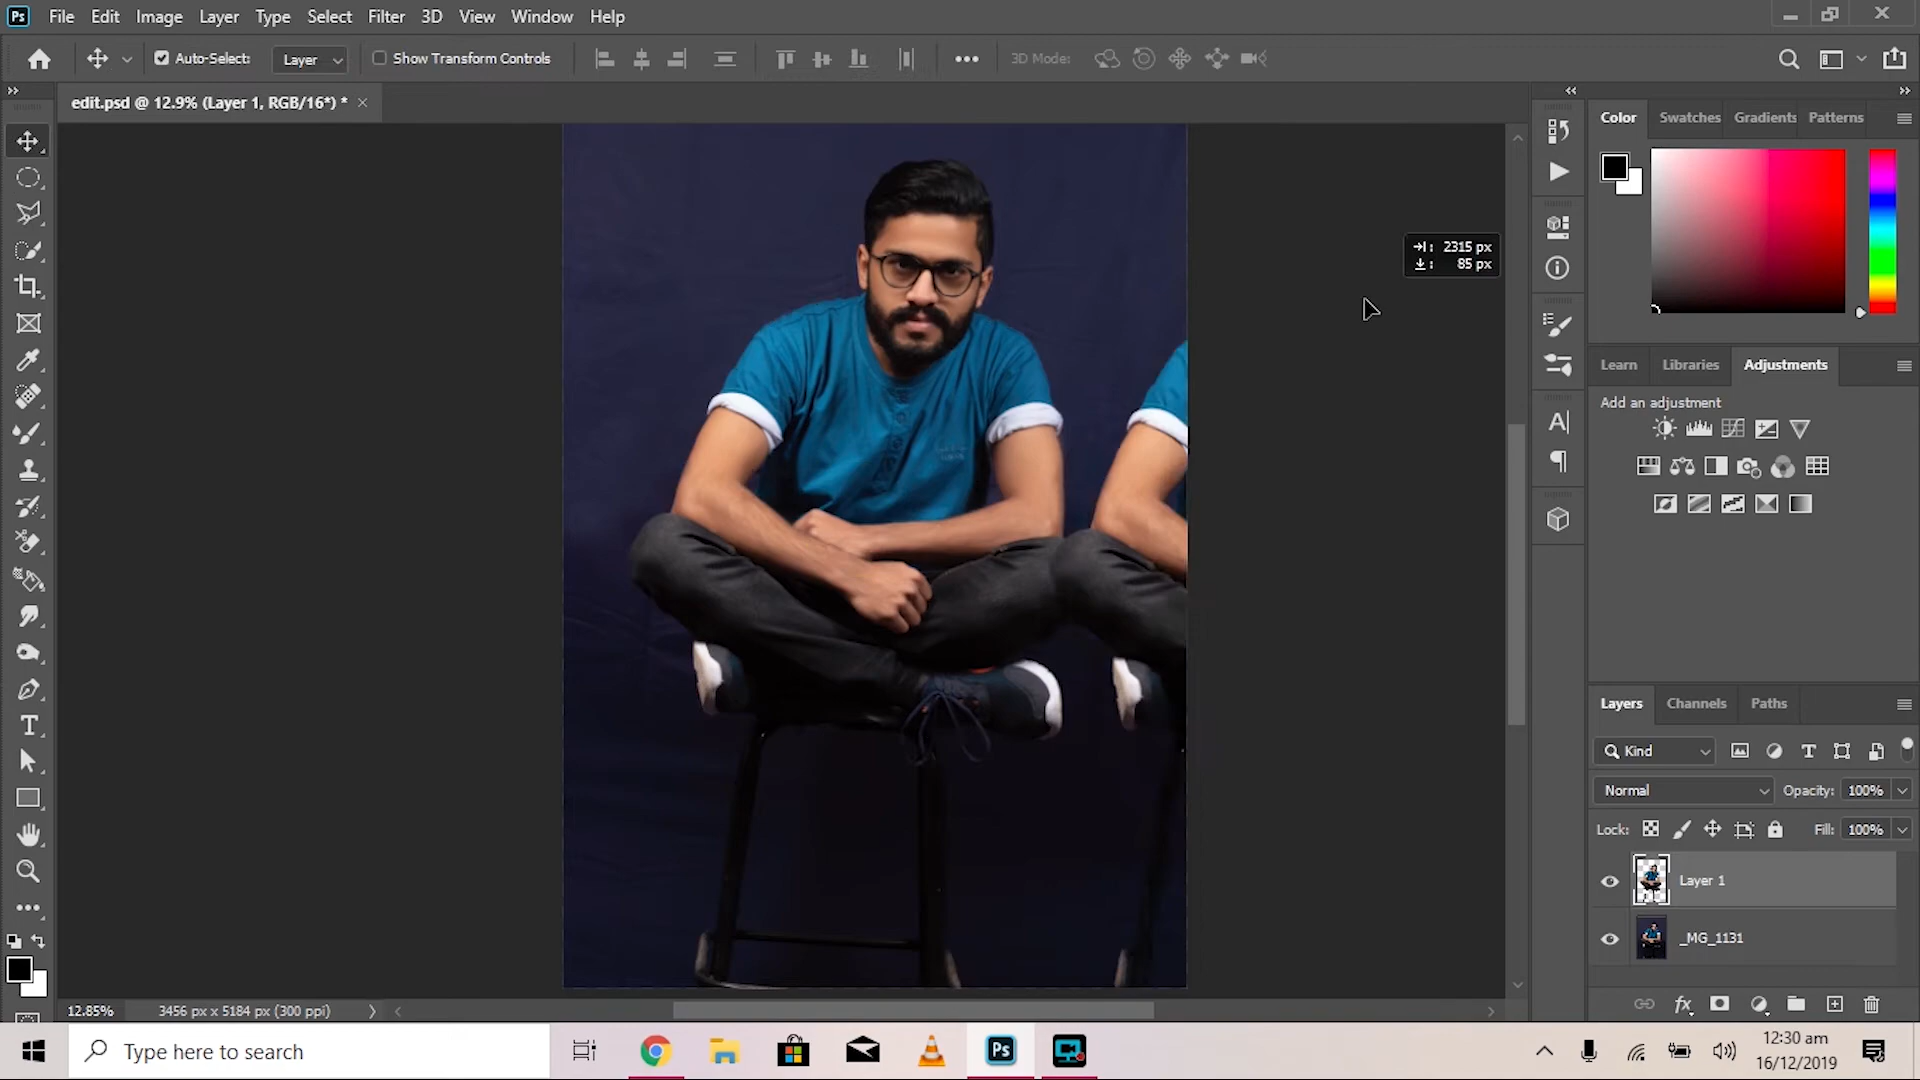 Ps File Edit Image Layer Type Select Filter 3D View Window Help
Auto-Select: Layer Show Transform Controls 3D Mode:
edit.psd @ 12.9% (Layer 1, RGB/16*) *
Color Swatches Gradients Patterns
2315 px
85 px
Learn Libraries Adjustments
Add an adjustment
Layers Channels Paths
Kind
Normal Opacity: 100%
Lock: Fill: 100%
Layer 1
_MG_1131
12.85% 3456 px x 5184 px (300 ppi)
Type here to search
Ps
12:30 am
16/12/2019